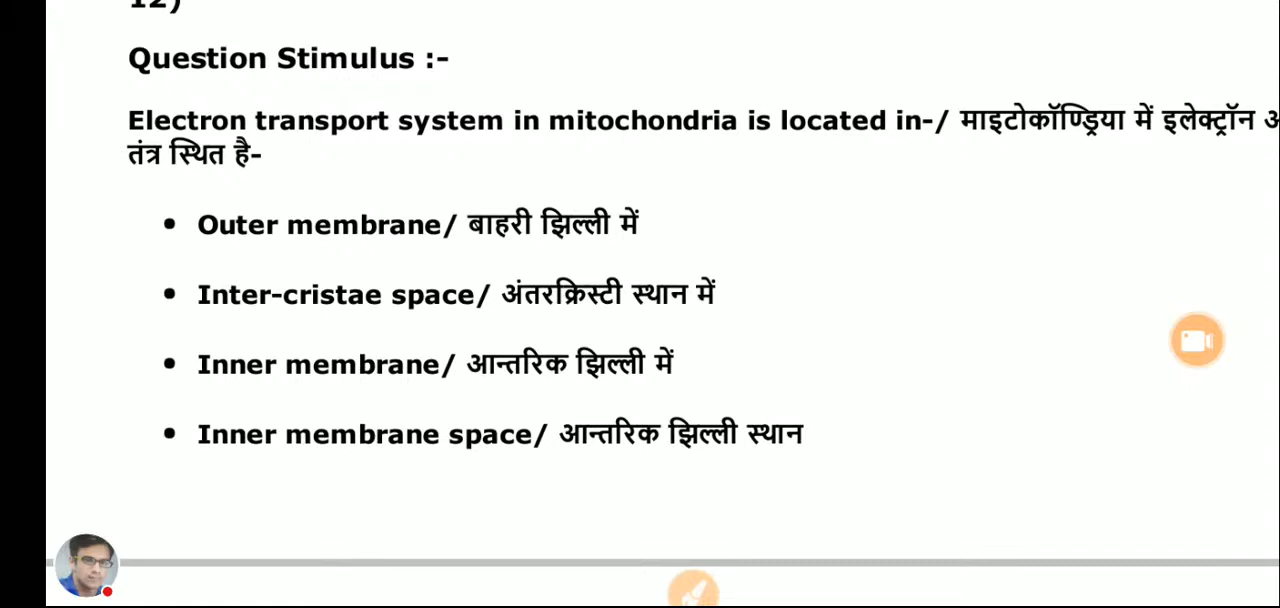 12)
Question Stimulus :-
Electron transport system in mitochondria is located in-/ माइटोकॉण्ड्रिया में इलेक्ट्रॉन
तंत्र स्थित है-
• Outer membrane/ बाहरी झिल्ली में
• Inter-cristae space/ अंतरक्रिस्टी स्थान में
• Inner membrane/ आन्तरिक झिल्ली में
• Inner membrane space/ आन्तरिक झिल्ली स्थान